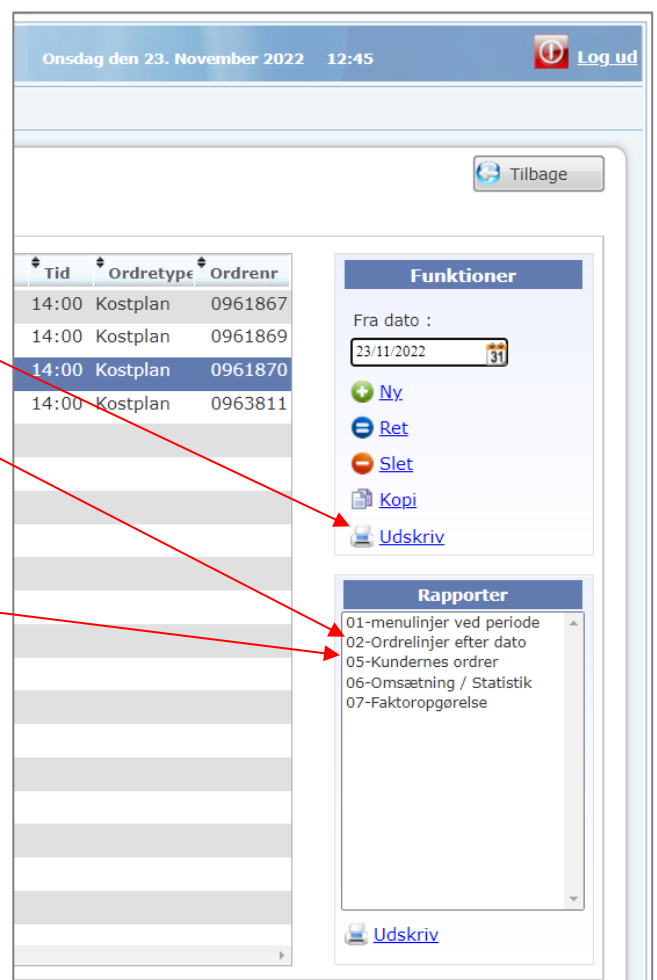 Onsdag den 23. November 2022 12:45
Log ud
Tilbage
Tid Ordretype Ordrenr
14:00 Kostplan 0961867
14:00 Kostplan 0961869
14:00 Kostplan 0961870
14:00 Kostplan 0963811
Funktioner
Fra dato :
23/11/2022
31
Ny
Ret
Slet
Kopi
Udskriv
Rapporter
01-menulinjer ved periode
02-Ordrelinjer efter dato
05-Kundernes ordrer
06-Omsætning / Statistik
07-Faktoropgørelse
Udskriv